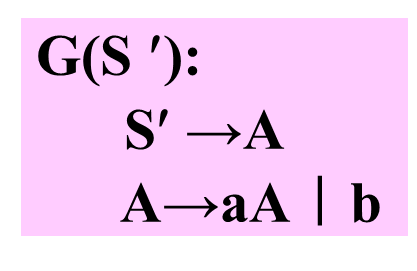 G(S ′):
S′ →A
A→aA｜b